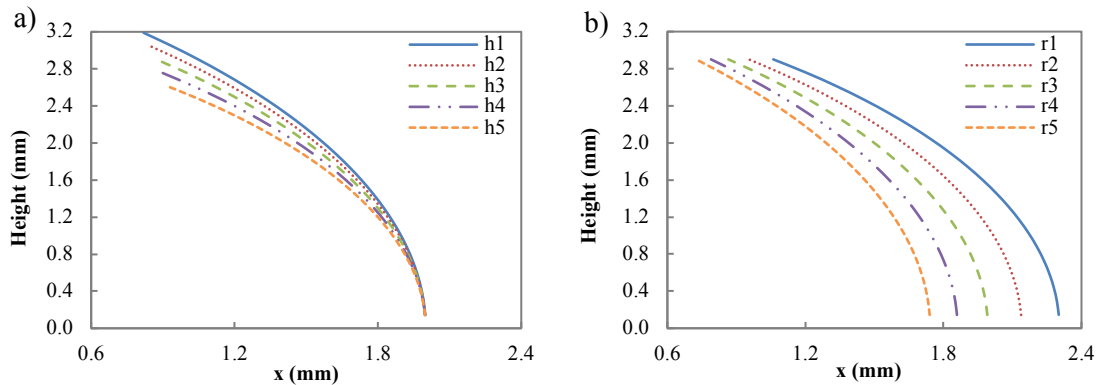 a)
3.2
2.8
2.4
2.0
1.6
1.2
0.8
0.4
0.0
Height (mm)
h1
h2
h3
h4
h5
0.6 1.2 1.8 2.4
x (mm)
b)
3.2
2.8
2.4
2.0
1.6
1.2
0.8
0.4
0.0
Height (mm)
r1
r2
r3
r4
r5
0.6 1.2 1.8 2.4
x (mm)